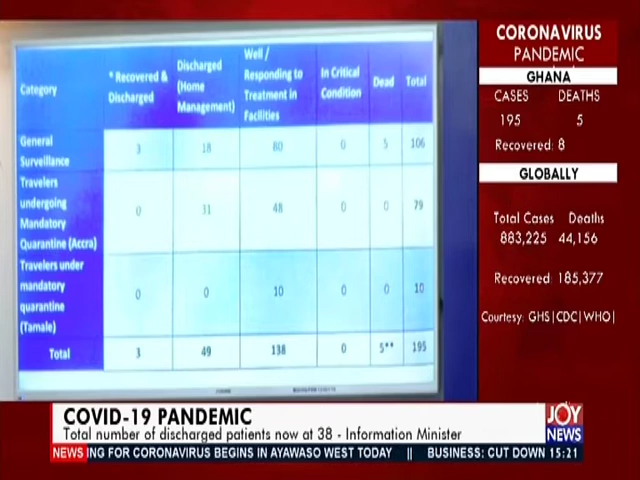 Category
* Recovered &
Discharged
Discharged
(Home
Management)
Well /
Responding to
Treatment in
Facilities
In Critical
Condition
Dead
Total
General
Surveillance
3 18 80 0 5 106
Travelers
undergoing
Mandatory
Quarantine (Accra)
0 31 48 0 0 79
Travelers under
mandatory
quarantine
(Tamale)
0 0 10 0 0 10
Total 3 49 138 0 5** 195
CORONAVIRUS
PANDEMIC
GHANA
CASES DEATHS
195 5
Recovered: 8
GLOBALLY
Total Cases Deaths
883,225 44,156
Recovered: 185,377
Courtesy: GHS|CDC|WHO|
COVID-19 PANDEMIC
Total number of discharged patients now at 38 - Information Minister
JOY
NEWS
NEWS ING FOR CORONAVIRUS BEGINS IN AYAWASO WEST TODAY || BUSINESS: CUT DOWN 15:21